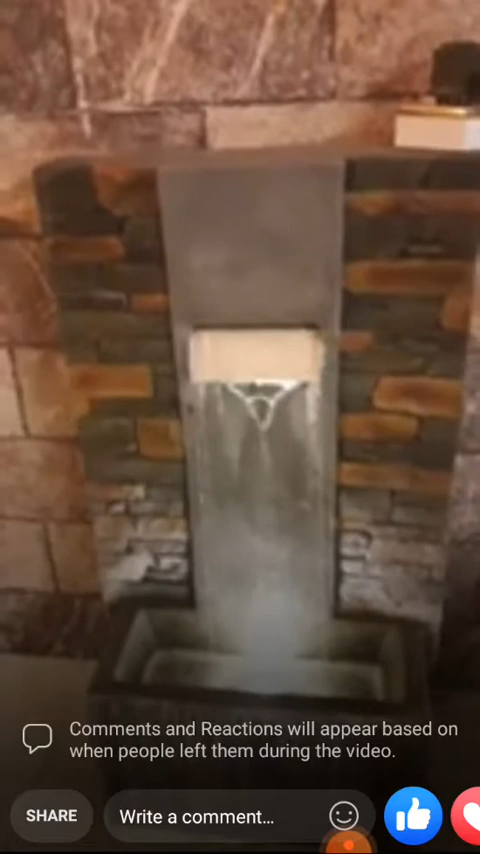 Comments and Reactions will appear based on
when people left them during the video.
SHARE
Write a comment...